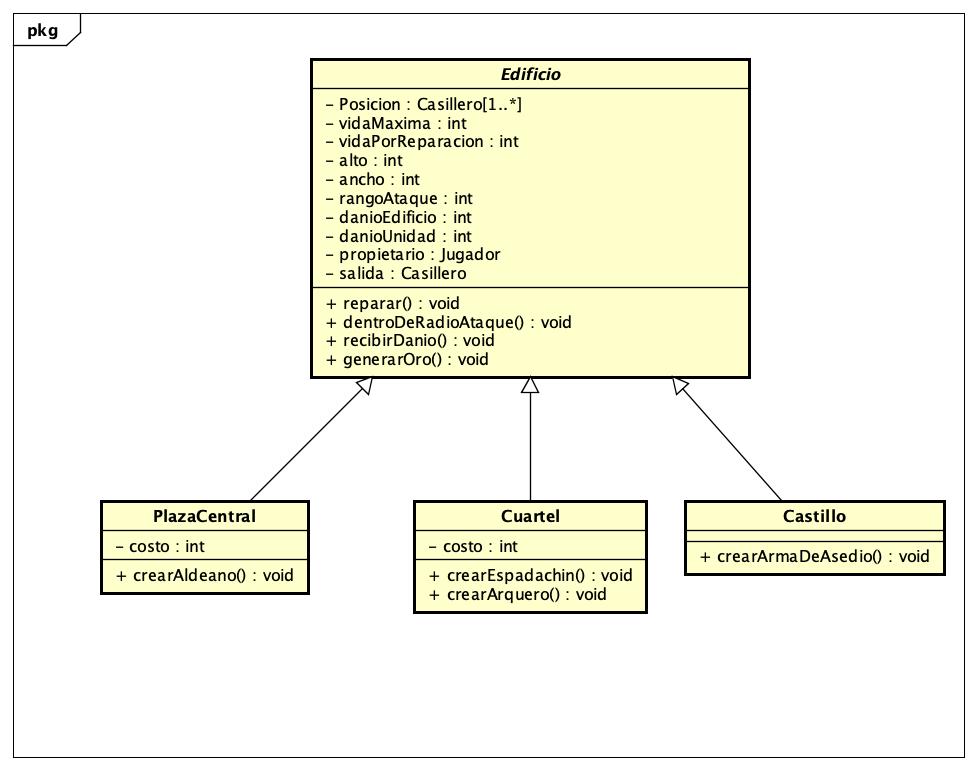 pkg
Edificio
- Posicion : Casillero[1..*]
- vidaMaxima : int
- vidaPorReparacion : int
- alto : int
- ancho : int
- rangoAtaque : int
- danioEdificio : int
- danioUnidad : int
- propietario : Jugador
- salida : Casillero
+ reparar() : void
+ dentroDeRadioAtaque() : void
+ recibirDanio() : void
+ generarOro() : void
PlazaCentral
- costo : int
+ crearAldeano() : void
Cuartel
- costo : int
+ crearEspadachin() : void
+ crearArquero() : void
Castillo
+ crearArmaDeAsedio() : void